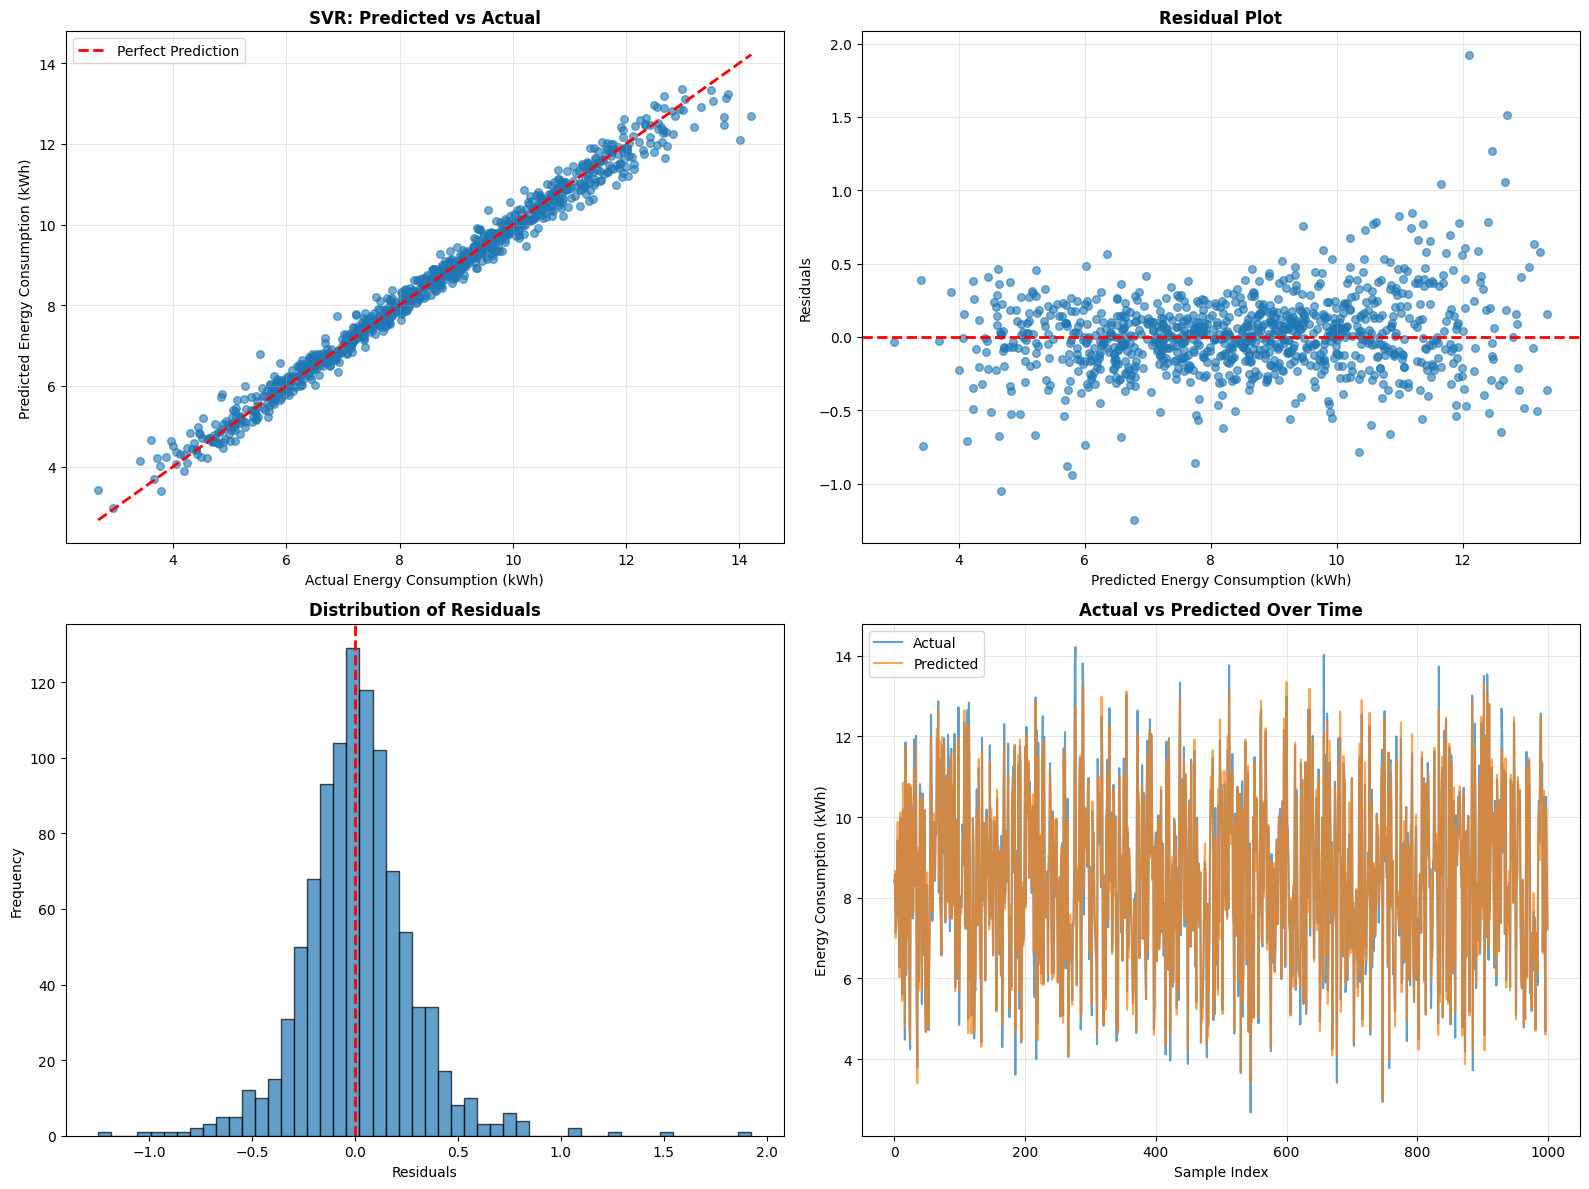 SVR: Predicted vs Actual
Perfect Prediction
14
12
10
8
6
4
Predicted Energy Consumption (kWh)
4 6 8 10 12 14
Actual Energy Consumption (kWh)
Residual Plot
2.0
1.5
1.0
0.5
0.0
−0.5
−1.0
Residuals
4 6 8 10 12
Predicted Energy Consumption (kWh)
Distribution of Residuals
120
100
80
60
40
20
0
Frequency
−1.0 −0.5 0.0 0.5 1.0 1.5 2.0
Residuals
Actual vs Predicted Over Time
Actual
Predicted
14
12
10
8
6
4
Energy Consumption (kWh)
0 200 400 600 800 1000
Sample Index